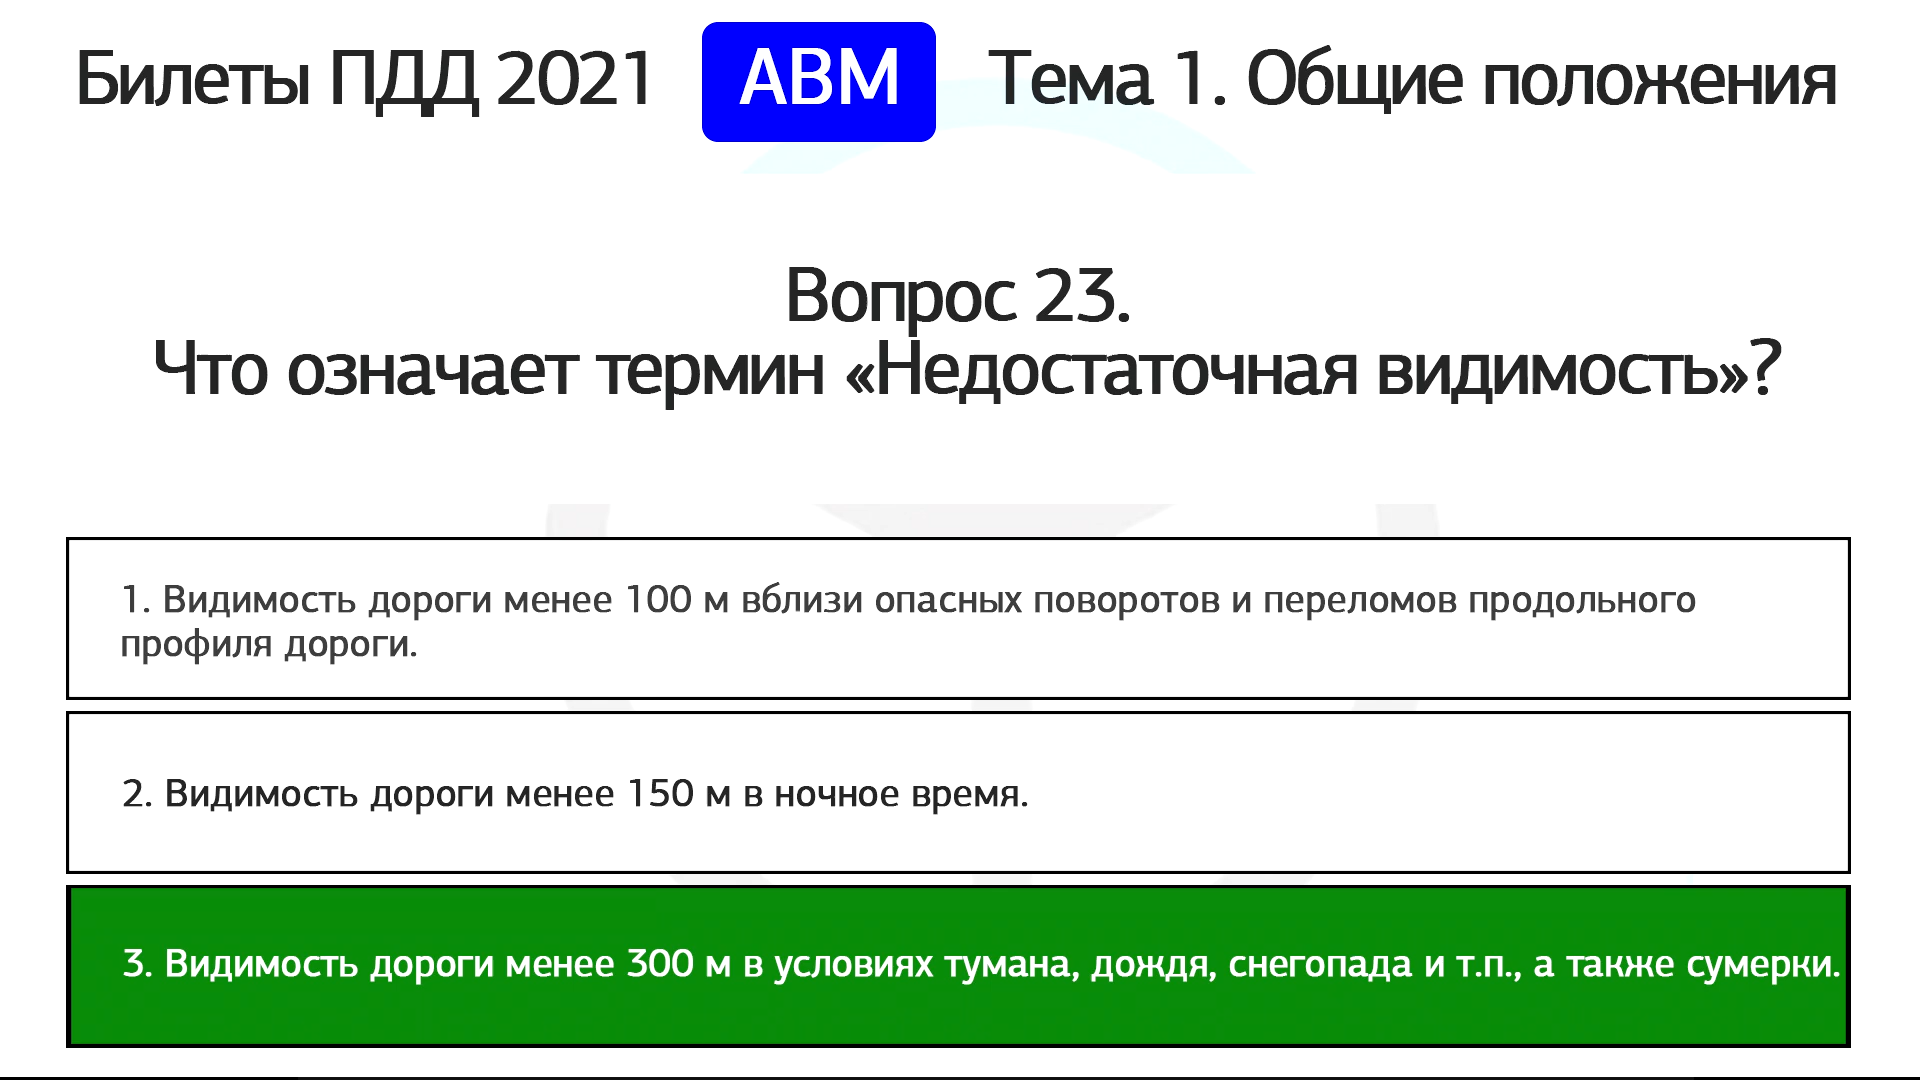 Билеты ПДД 2021 АВМ Тема 1. Общие положения
Вопрос 23.
Что означает термин «Недостаточная видимость»?
1. Видимость дороги менее 100 м вблизи опасных поворотов и переломов продольного
профиля дороги.
2. Видимость дороги менее 150 м в ночное время.
3. Видимость дороги менее 300 м в условиях тумана, дождя, снегопада и т.п., а также сумерки.